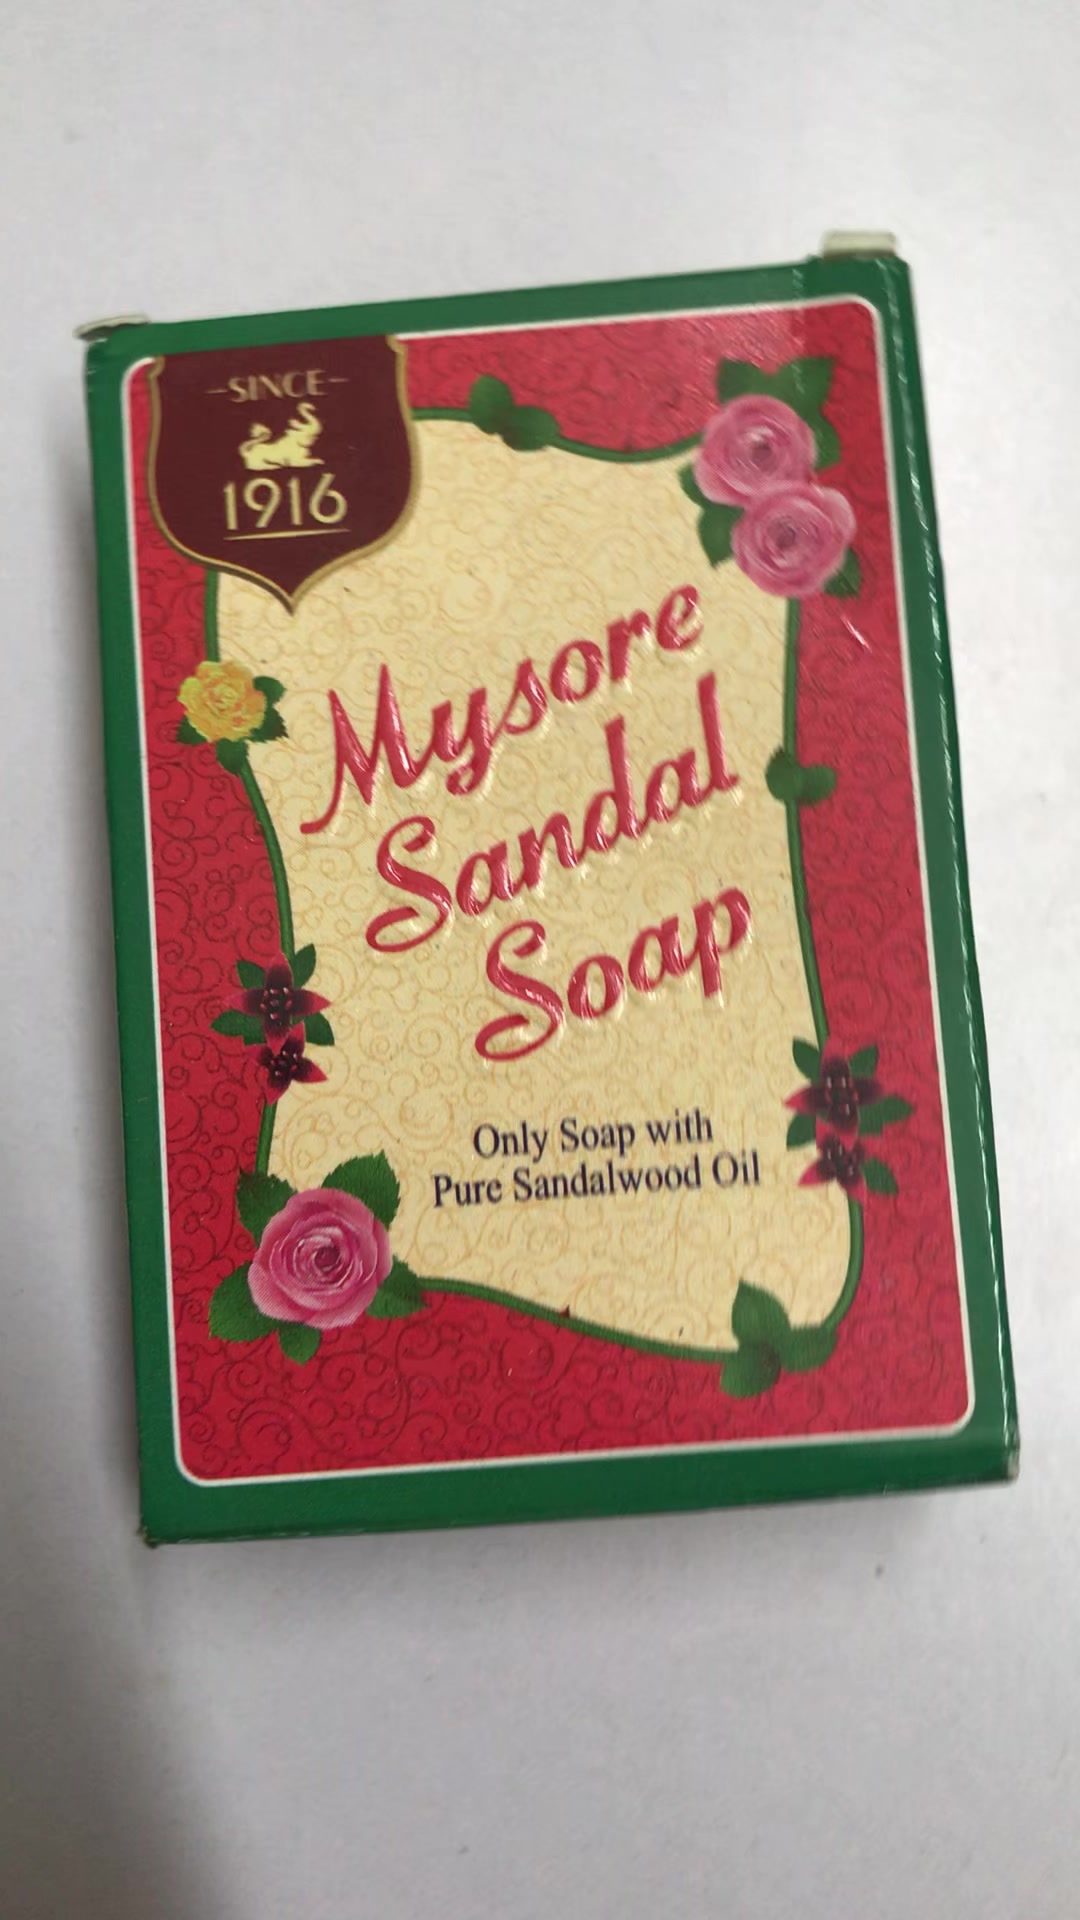 -SINCE-
1916
Mysore
Sandal
Soap
Only Soap with
Pure Sandalwood Oil